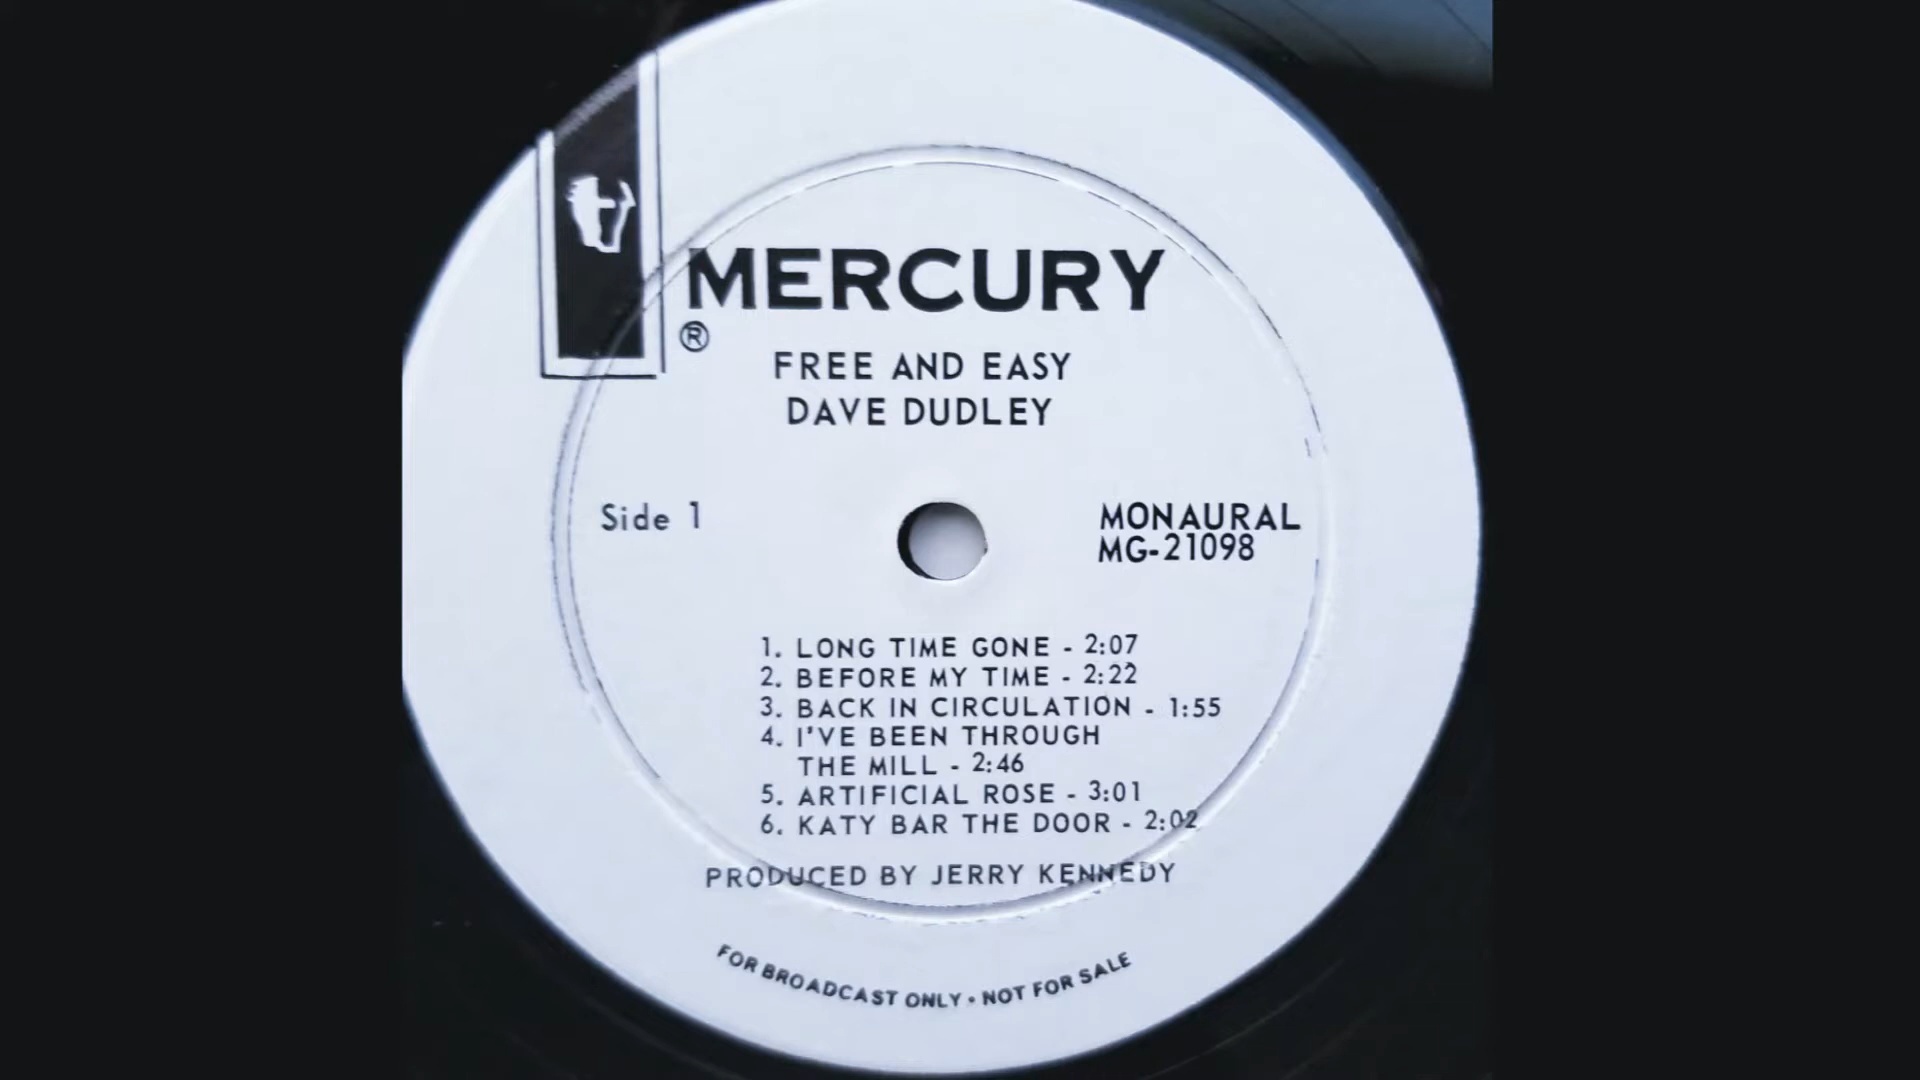 MERCURY
®
FREE AND EASY
DAVE DUDLEY
Side 1
MONAURAL
MG-21098
1. LONG TIME GONE - 2:07
2. BEFORE MY TIME - 2:22
3. BACK IN CIRCULATION - 1:55
4. I'VE BEEN THROUGH
THE MILL - 2:46
5. ARTIFICIAL ROSE - 3:01
6. KATY BAR THE DOOR - 2:02
PRODUCED BY JERRY KENNEDY
FOR BROADCAST ONLY • NOT FOR SALE